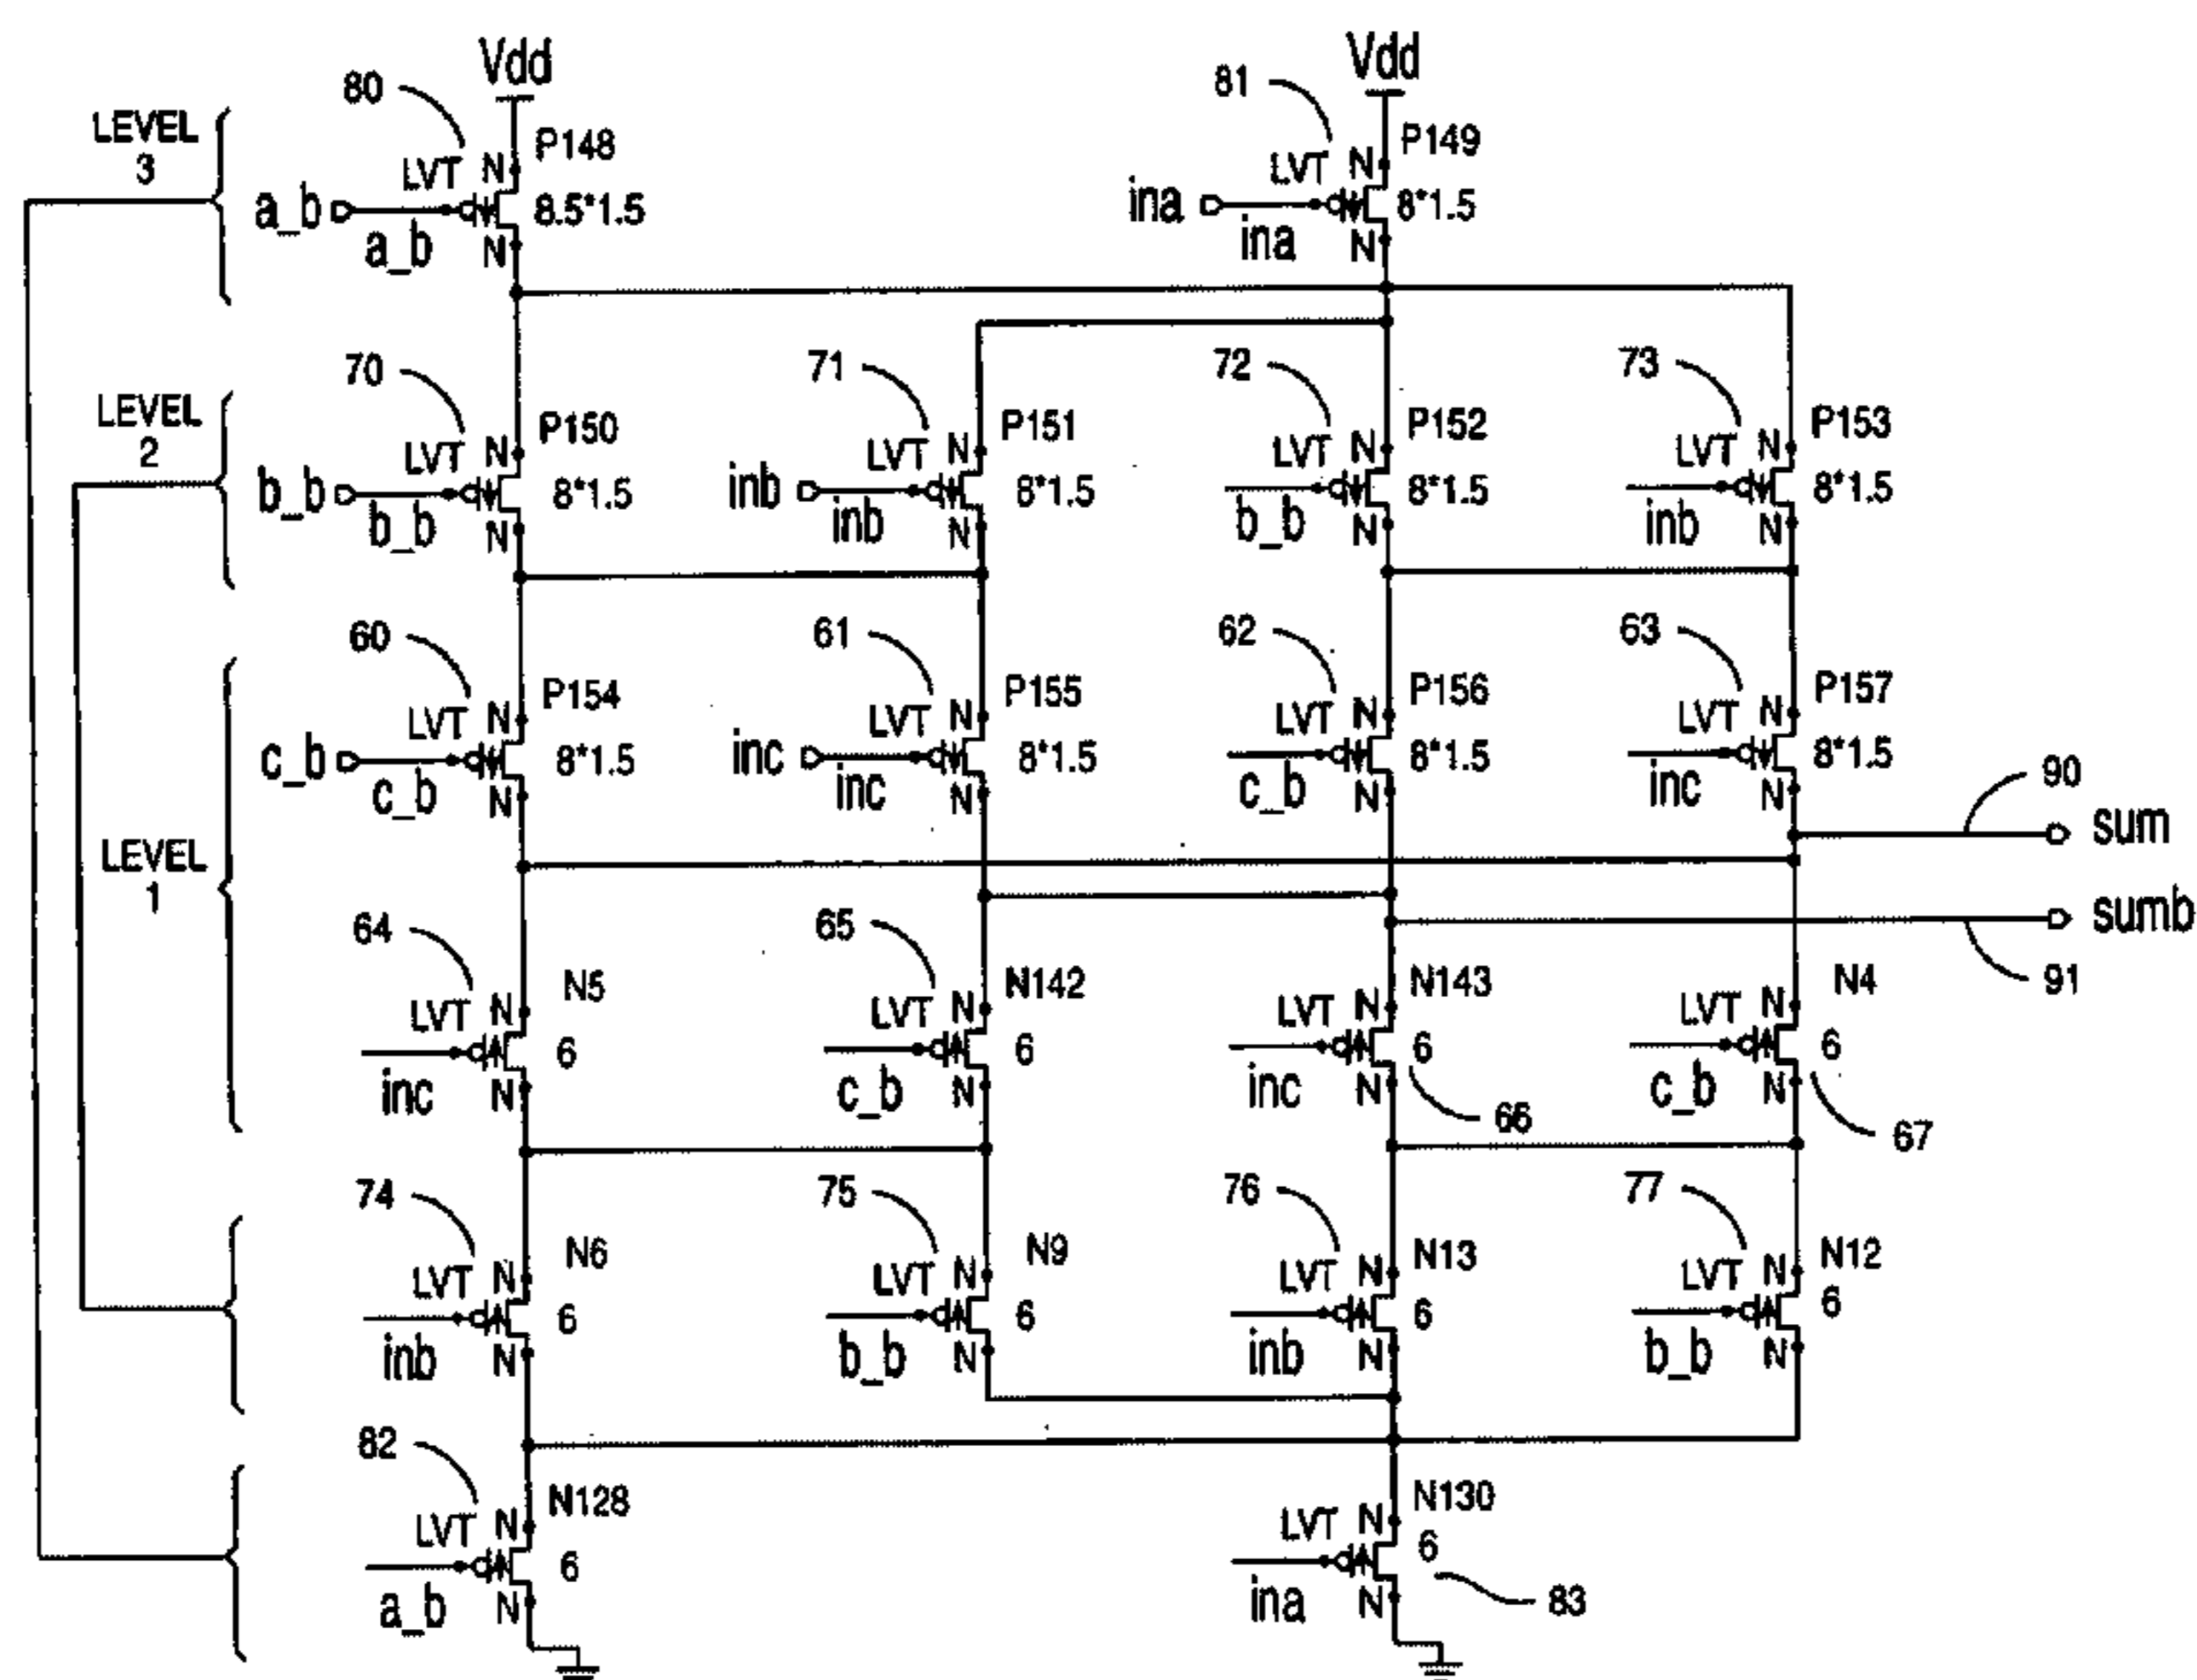 Vdd Vdd
80 81
LEVEL
3
P148 P149
LVT N LVT N
a_b 8.5*1.5 ina 8*1.5
a_b N ina N
70 71 72 73
LEVEL
2
P150 P151 P152 P153
LVT N LVT N LVT N LVT N
b_b 8*1.5 inb 8*1.5 8*1.5 8*1.5
b_b N inb N b_b N inb N
60 61 62 63
P154 P155 P156 P157
LVT N LVT N LVT N LVT N
c_b 8*1.5 inc 8*1.5 8*1.5 8*1.5
c_b N inc N c_b N inc N
90
sum
LEVEL
1
sumb
91
64 65
N5 N142 N143 N4
LVT N LVT N LVT N LVT N
6 6 6 6
inc N c_b N inc N c_b N
66 67
74 75 76 77
N6 N9 N13 N12
LVT N LVT N LVT N LVT N
6 6 6 6
inb N b_b N inb N b_b N
82
N128 N130
LVT N LVT N
6 6
a_b N ina N
83